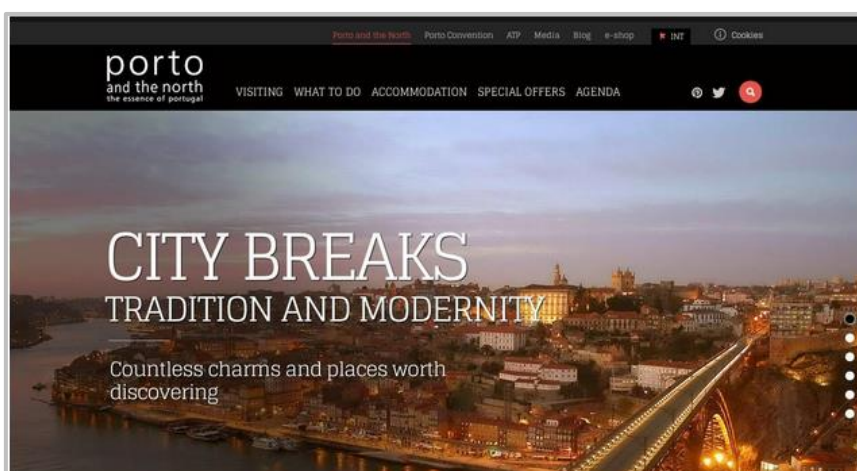 Porto and the North Porto Convention ATP Media Blog e-shop INT Cookies
porto
and the north
the essence of portugal
VISITING WHAT TO DO ACCOMMODATION SPECIAL OFFERS AGENDA
CITY BREAKS
TRADITION AND MODERNITY
Countless charms and places worth
discovering